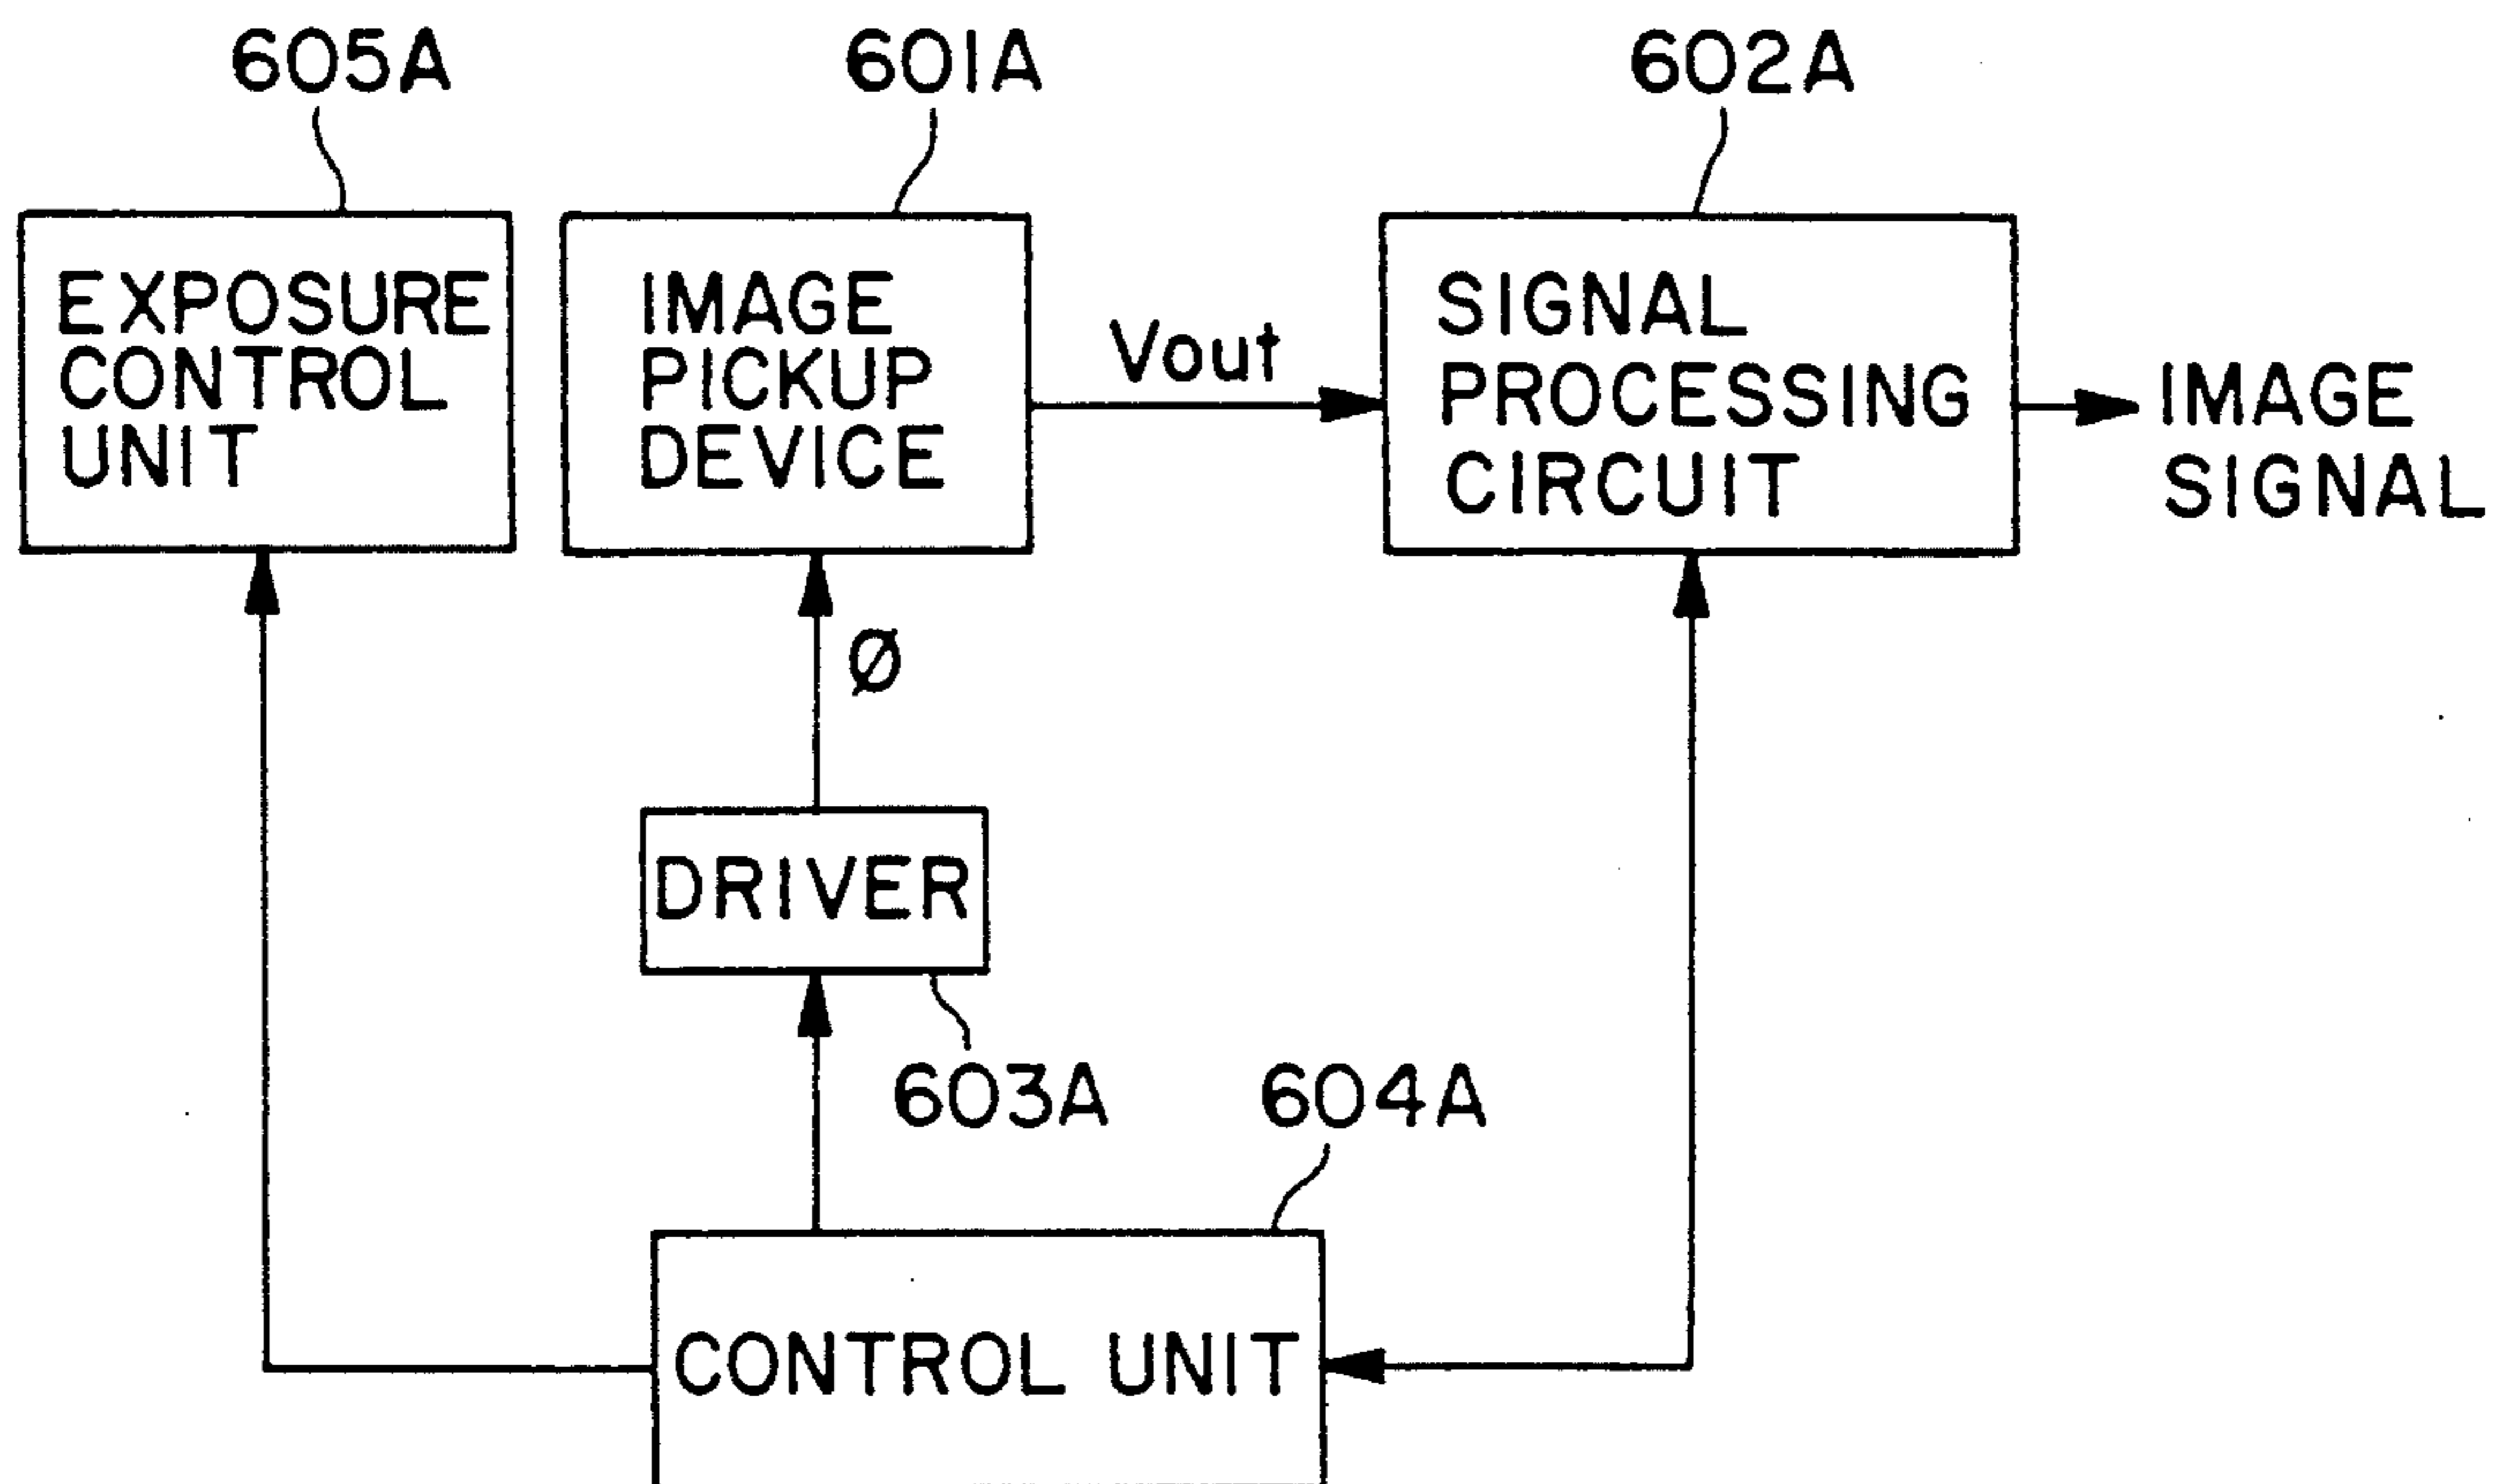 605A
601A
602A
EXPOSURE
CONTROL
UNIT
IMAGE
PICKUP
DEVICE
Vout
SIGNAL
PROCESSING
CIRCUIT
IMAGE
SIGNAL
Ø
DRIVER
603A
604A
CONTROL UNIT